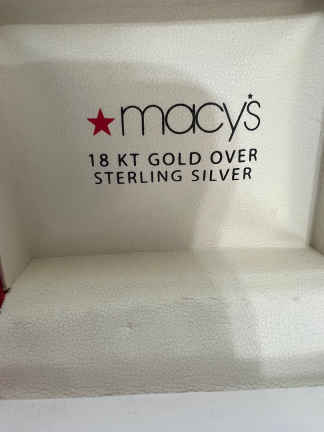 macy's
18 KT GOLD OVER
STERLING SILVER